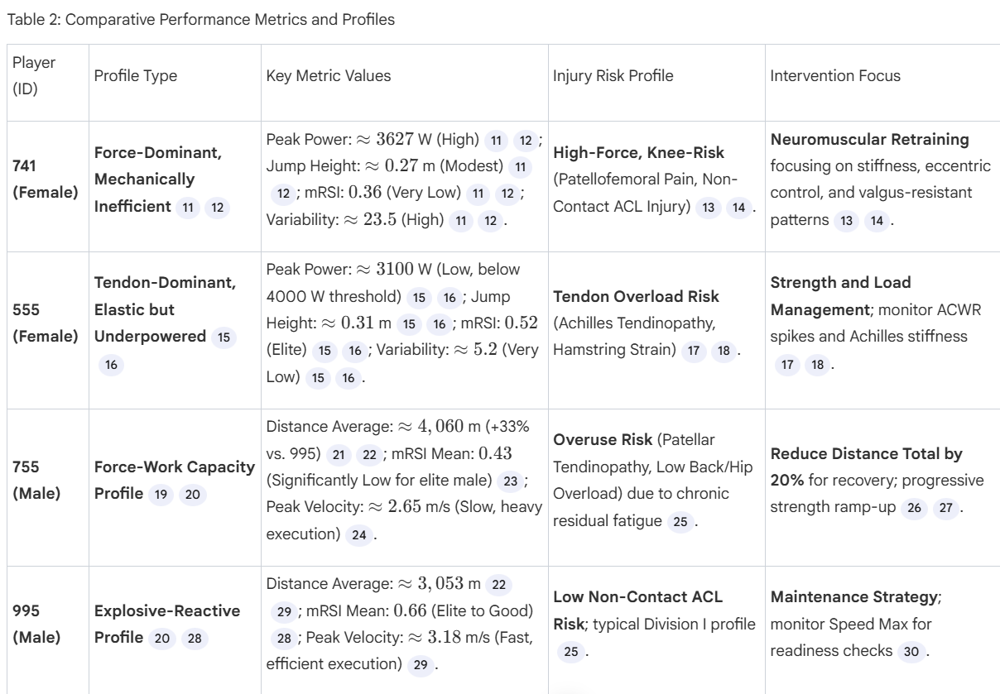 Table 2: Comparative Performance Metrics and Profiles
Player
(ID)
Profile Type
Key Metric Values
Injury Risk Profile
Intervention Focus
741
(Female)
Force-Dominant,
Mechanically
Inefficient 11 12
Peak Power: ≈ 3627 W (High) 11 12;
Jump Height: ≈ 0.27 m (Modest) 11
12; mRSI: 0.36 (Very Low) 11 12;
Variability: ≈ 23.5 (High) 11 12.
High-Force, Knee-Risk
(Patellofemoral Pain, Non-
Contact ACL Injury) 13 14.
Neuromuscular Retraining
focusing on stiffness, eccentric
control, and valgus-resistant
patterns 13 14.
555
(Female)
Tendon-Dominant,
Elastic but
Underpowered 15
16
Peak Power: ≈ 3100 W (Low, below
4000 W threshold) 15 16; Jump
Height: ≈ 0.31 m 15 16; mRSI: 0.52
(Elite) 15 16; Variability: ≈ 5.2 (Very
Low) 15 16.
Tendon Overload Risk
(Achilles Tendinopathy,
Hamstring Strain) 17 18.
Strength and Load
Management; monitor ACWR
spikes and Achilles stiffness
17 18.
755
(Male)
Force-Work Capacity
Profile 19 20
Distance Average: ≈ 4,060 m (+33%
vs. 995) 21 22; mRSI Mean: 0.43
(Significantly Low for elite male) 23;
Peak Velocity: ≈ 2.65 m/s (Slow, heavy
execution) 24.
Overuse Risk (Patellar
Tendinopathy, Low Back/Hip
Overload) due to chronic
residual fatigue 25.
Reduce Distance Total by
20% for recovery; progressive
strength ramp-up 26 27.
995
(Male)
Explosive-Reactive
Profile 20 28
Distance Average: ≈ 3,053 m 22
29; mRSI Mean: 0.66 (Elite to Good)
28; Peak Velocity: ≈ 3.18 m/s (Fast,
efficient execution) 29.
Low Non-Contact ACL
Risk; typical Division I profile
25.
Maintenance Strategy;
monitor Speed Max for
readiness checks 30.